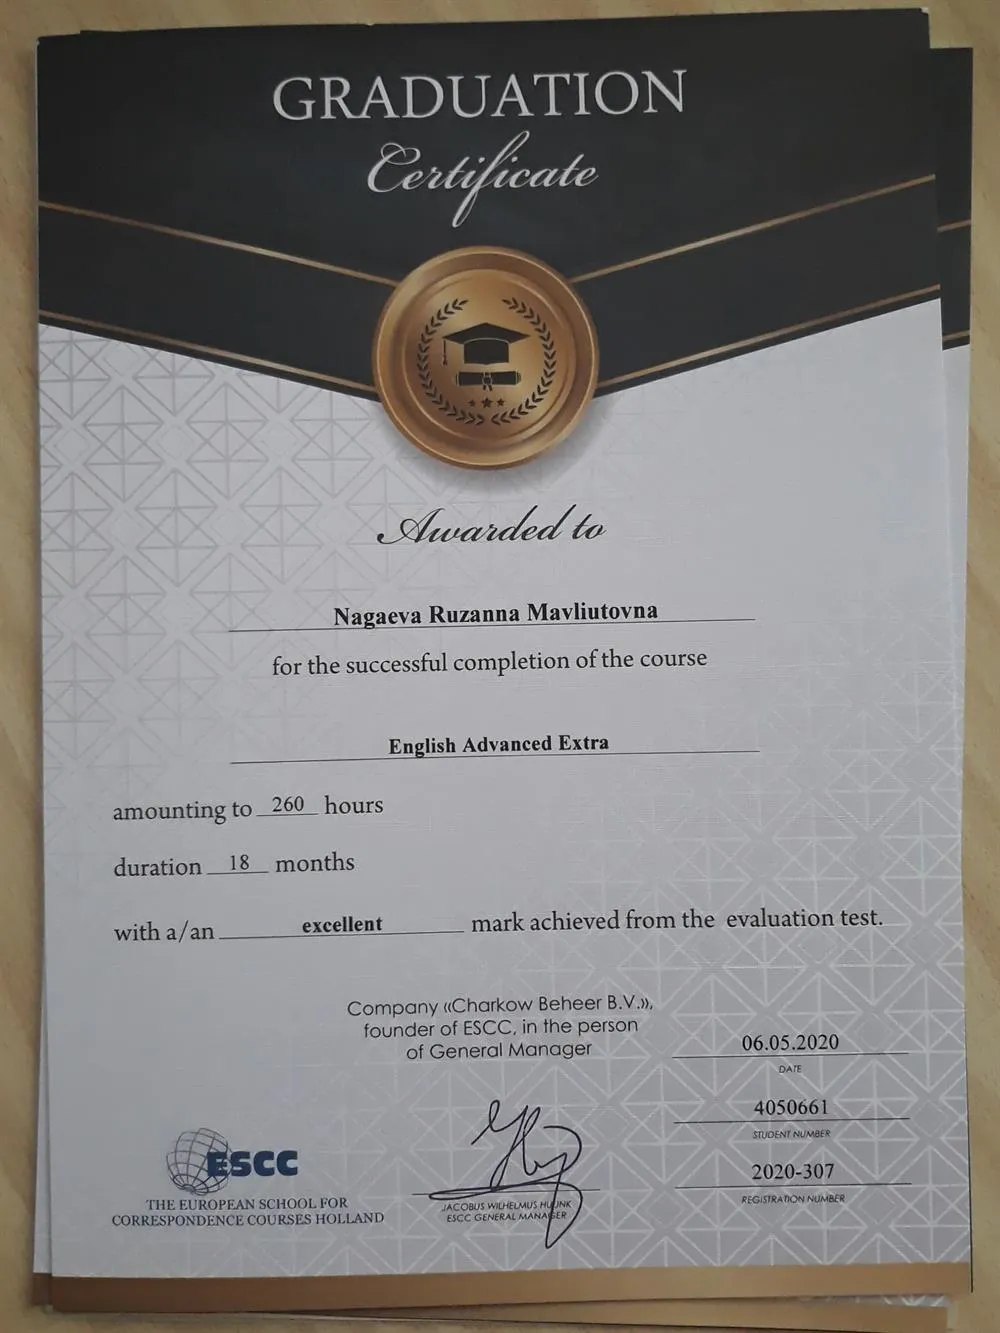 GRADUATION
Certificate
Awarded to
Nagaeva Ruzanna Mavliutovna
for the successful completion of the course
English Advanced Extra
amounting to 260 hours
duration 18 months
with a/an excellent mark achieved from the evaluation test.
Company «Charkow Beheer B.V.»,
founder of ESCC, in the person
of General Manager
06.05.2020
DATE
4050661
STUDENT NUMBER
2020-307
REGISTRATION NUMBER
JACOBUS WILHELMUS
ESCC GENERAL MANAGER
ESCC
THE EUROPEAN SCHOOL FOR
CORRESPONDENCE COURSES HOLLAND